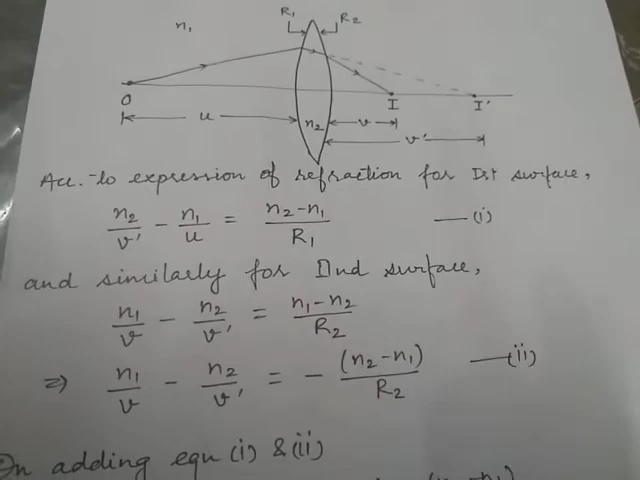 R₁ R₂
n₁
O I I'
u n₂ v
v'
Acc. to expression of refraction for Ist surface,
n₂/v' - n₁/u = (n₂-n₁)/R₁ —(i)
and similarly for IInd surface,
n₁/v - n₂/v' = (n₁-n₂)/R₂
⇒ n₁/v - n₂/v' = - (n₂-n₁)/R₂ —(ii)
On adding equn (i) & (ii)